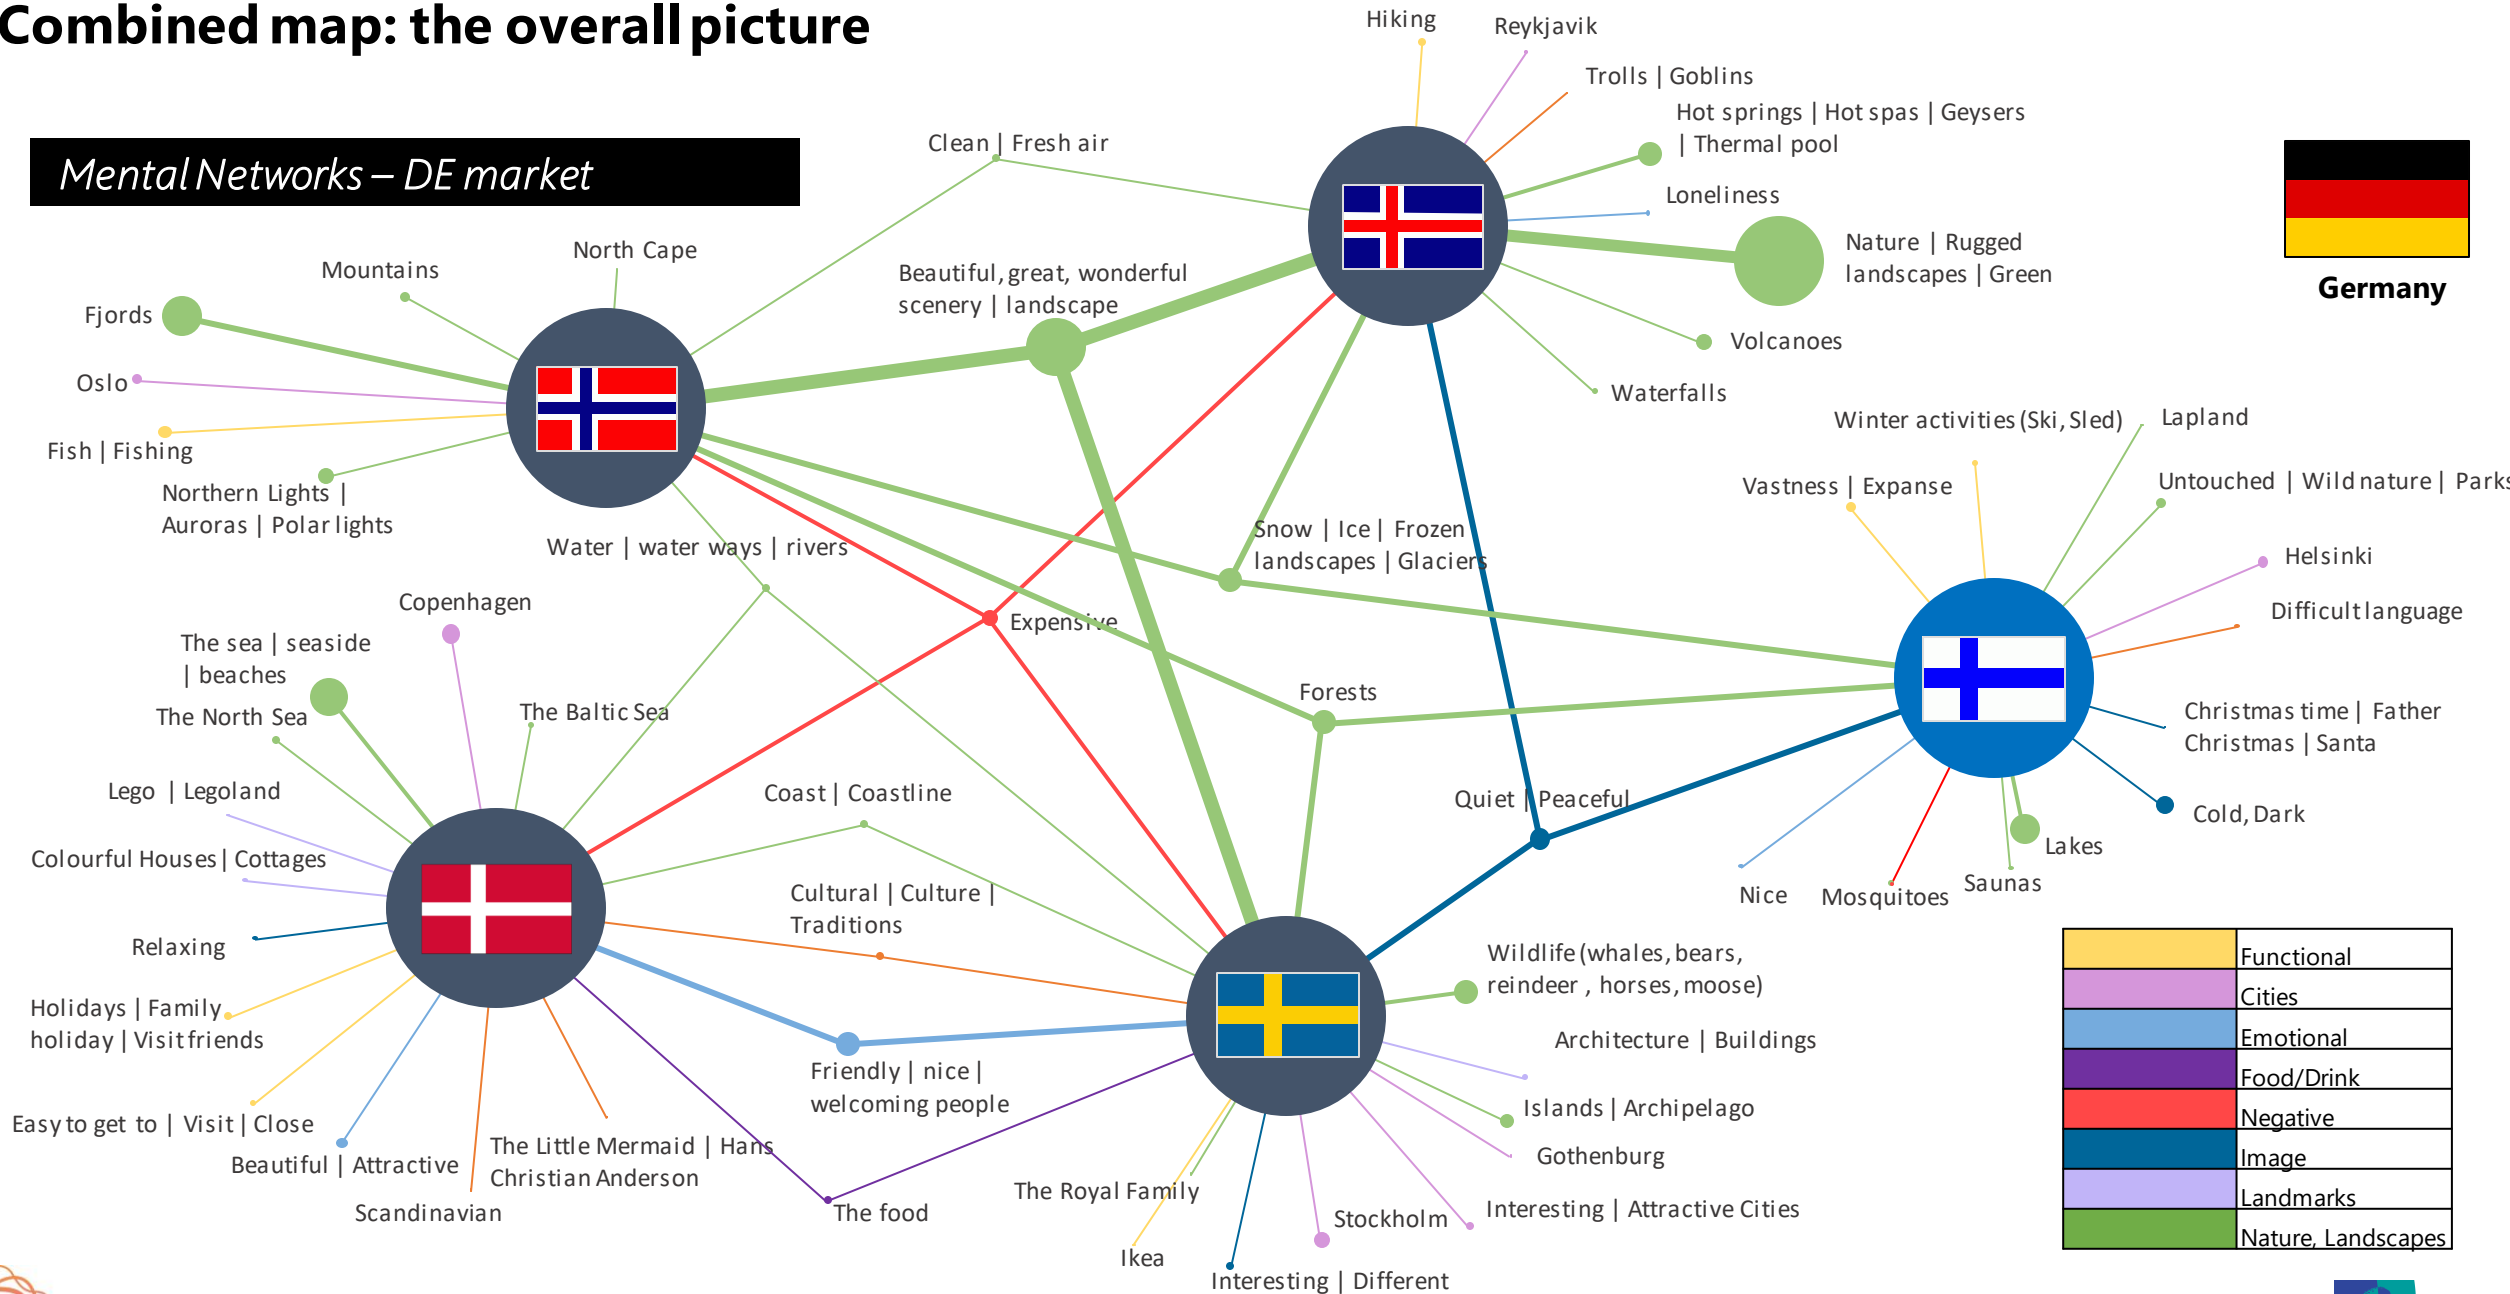 Combined map: the overall picture
Mental Networks – DE market
Germany
Hiking
Reykjavik
Trolls | Goblins
Hot springs | Hot spas | Geysers
| Thermal pool
Loneliness
Nature | Rugged
landscapes | Green
Volcanoes
Waterfalls
Clean | Fresh air
Beautiful, great, wonderful
scenery | landscape
North Cape
Mountains
Fjords
Oslo
Fish | Fishing
Northern Lights |
Auroras | Polar lights
Water | water ways | rivers
Snow | Ice | Frozen
landscapes | Glaciers
Expensive
Forests
Quiet | Peaceful
Winter activities (Ski, Sled)
Lapland
Vastness | Expanse
Untouched | Wild nature | Parks
Helsinki
Difficult language
Christmas time | Father
Christmas | Santa
Cold, Dark
Lakes
Saunas
Mosquitoes
Nice
Copenhagen
The sea | seaside
| beaches
The North Sea
The Baltic Sea
Lego | Legoland
Colourful Houses | Cottages
Relaxing
Holidays | Family
holiday | Visit friends
Easy to get to | Visit | Close
Beautiful | Attractive
Scandinavian
The Little Mermaid | Hans
Christian Anderson
Coast | Coastline
Cultural | Culture |
Traditions
Friendly | nice |
welcoming people
The food
Wildlife (whales, bears,
reindeer , horses, moose)
Architecture | Buildings
Islands | Archipelago
Gothenburg
Interesting | Attractive Cities
Stockholm
The Royal Family
Ikea
Interesting | Different
Functional
Cities
Emotional
Food/Drink
Negative
Image
Landmarks
Nature, Landscapes